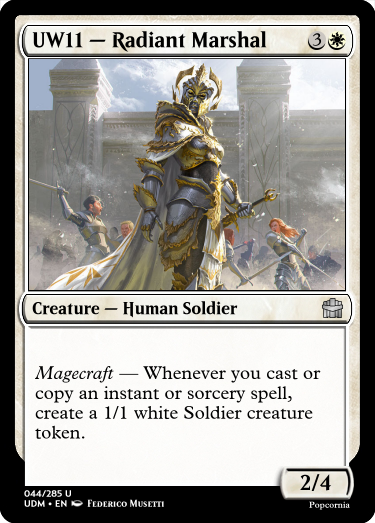 UW11 — Radiant Marshal 3
Creature — Human Soldier
Magecraft — Whenever you cast or
copy an instant or sorcery spell,
create a 1/1 white Soldier creature
token.
2/4
044/285 U
UDM • EN Federico Musetti
Popcornia